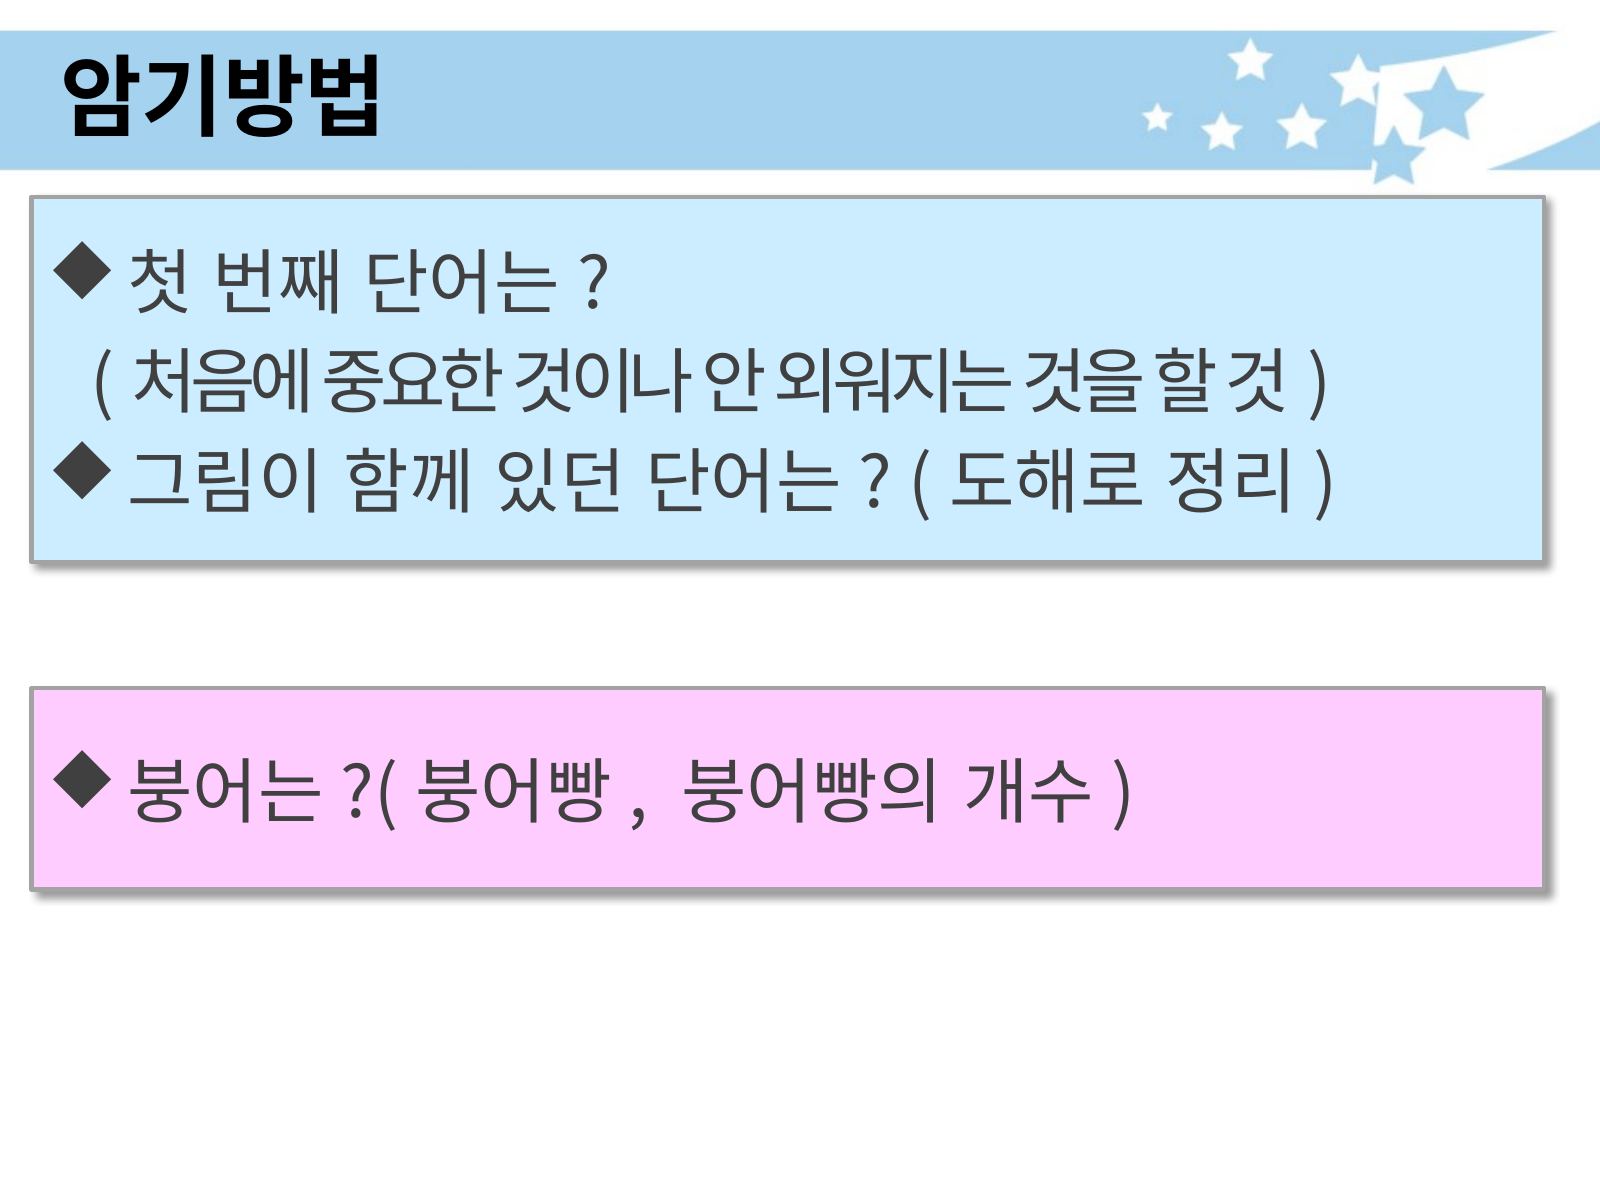 암기방법
◆ 첫 번째 단어는 ?
( 처음에 중요한 것이나 안 외워지는 것을 할 것 )
◆ 그림이 함께 있던 단어는 ? ( 도해로 정리 )
◆ 붕어는 ?( 붕어빵 , 붕어빵의 개수 )